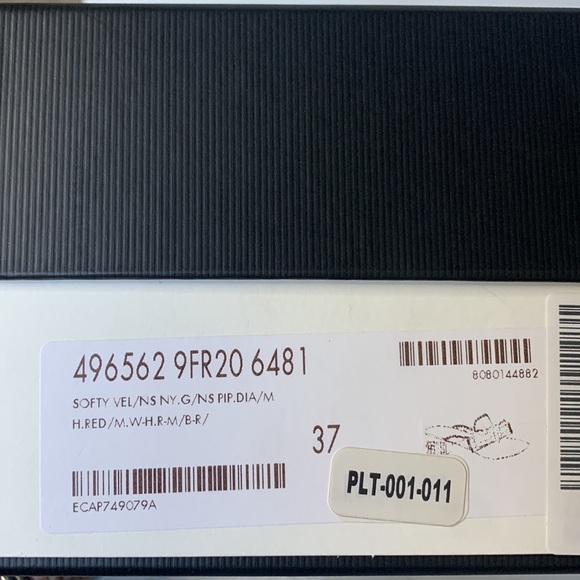 496562 9FR20 6481
8080144882
SOFTY VEL/NS NY.G/NS PIP.DIA/M
H.RED/M.W-H.R-M/B-R/
37
ECAP749079A
PLT-001-011